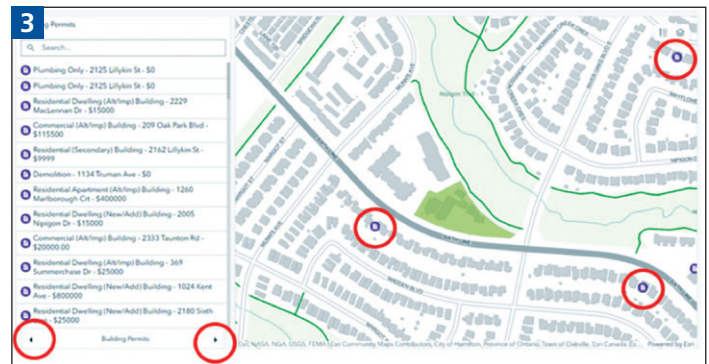 3
g Permits
Search...
Plumbing Only - 2125 Lillykin St - $0
Plumbing Only - 2125 Lillykin St - $0
Residential Dwelling (Alt/Imp) Building - 2229
MacLennan Dr - $15000
Commercial (Alt/Imp) Building - 209 Oak Park Blvd -
$115500
Residential (Secondary) Building - 2162 Lillykin St -
$9999
Demolition - 1134 Truman Ave - $0
Residential Apartment (Alt/Imp) Building - 1260
Marlborough Crt - $400000
Residential Dwelling (New/Add) Building - 2005
Nipigon Dr - $15000
Commercial (Alt/Imp) Building - 2333 Taunton Rd -
$20000.00
Residential Dwelling (Alt/Imp) Building - 369
Summerchase Dr - $25000
Residential Dwelling (New/Add) Building - 1024 Kent
Ave - $800000
Residential Dwelling (New/Add) Building - 2180 Sixth
- $25000
Building Permits
Esri, NASA, NGA, USGS, FEMA | Esri Community Maps Contributors, City of Hamilton, Province of Ontario, Town of Oakville, Esri Canada, Es... Powered by Esri